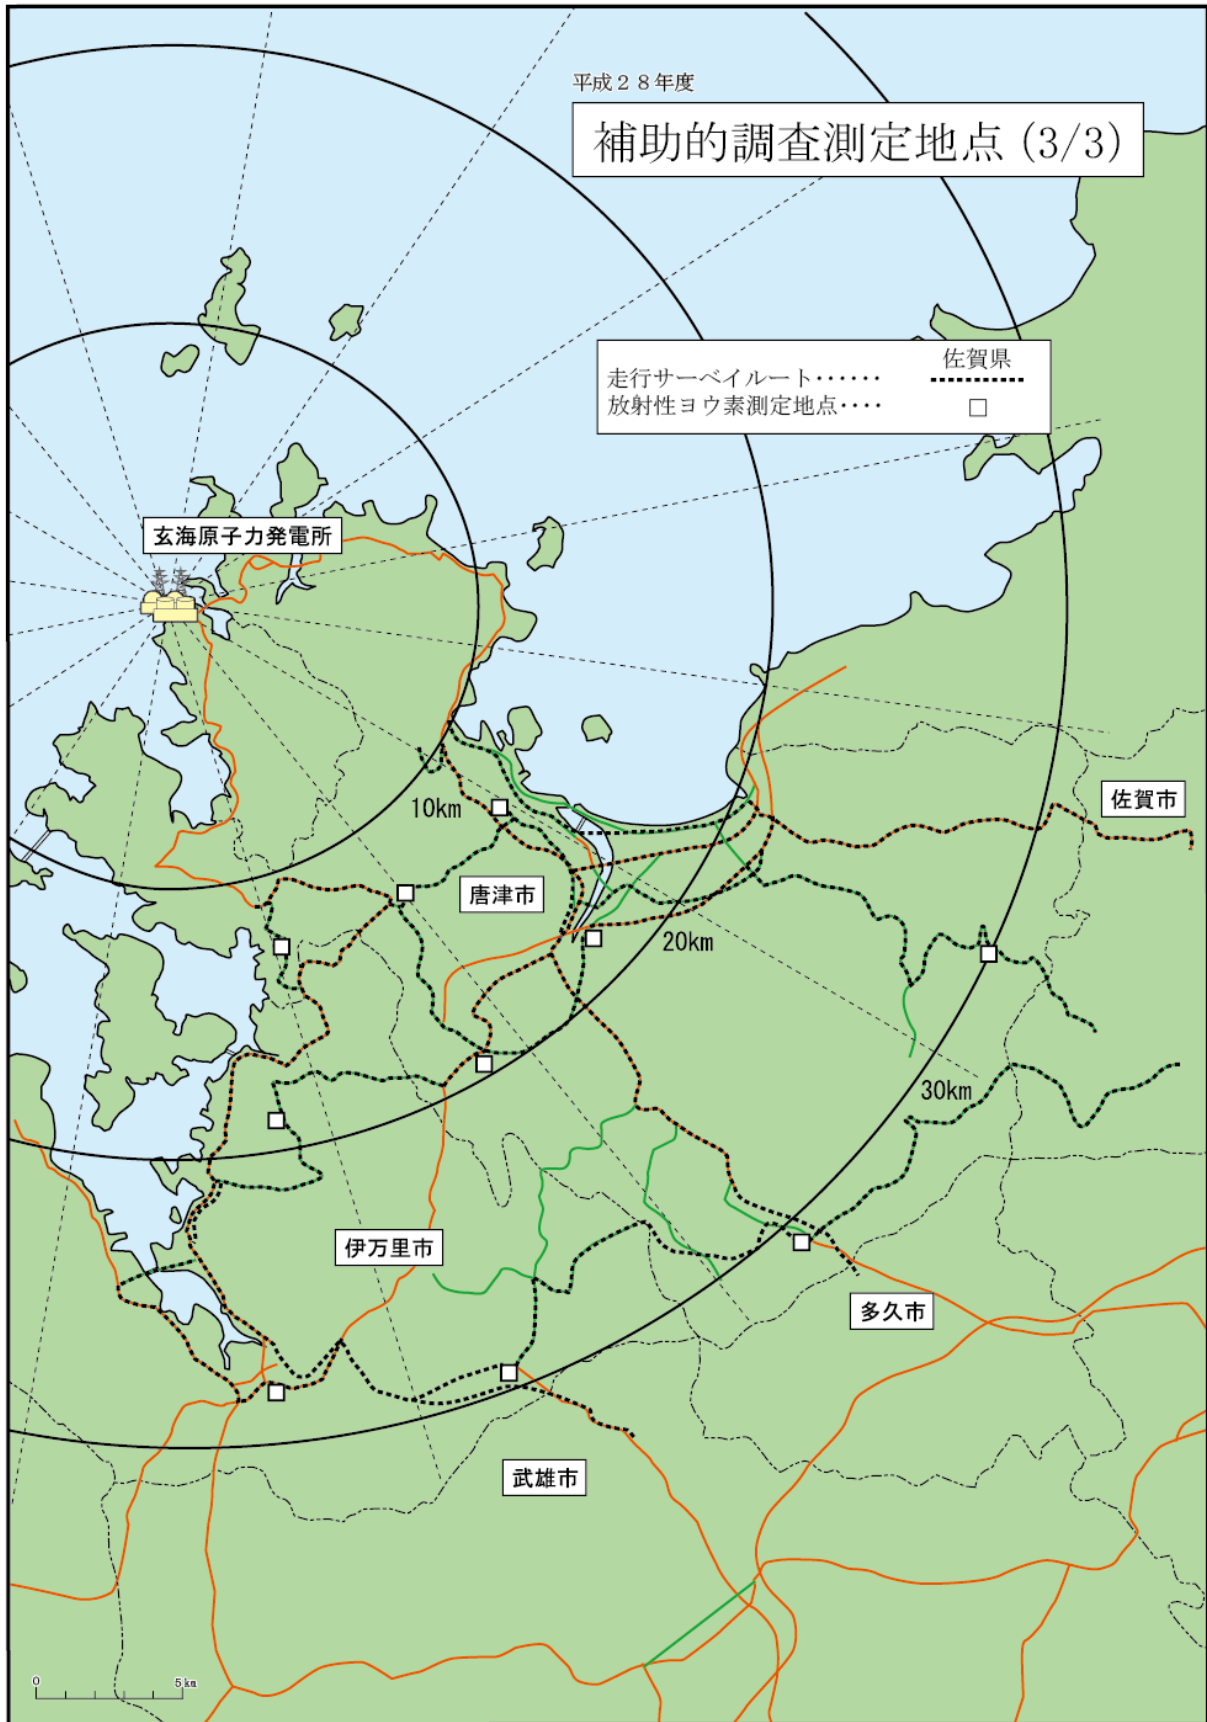 平成２８年度
補助的調査測定地点 (3/3)
佐賀県
走行サーベイルート‥‥‥
放射性ヨウ素測定地点‥‥
玄海原子力発電所
10km
佐賀市
唐津市
20km
30km
伊万里市
多久市
武雄市
0 5㎞